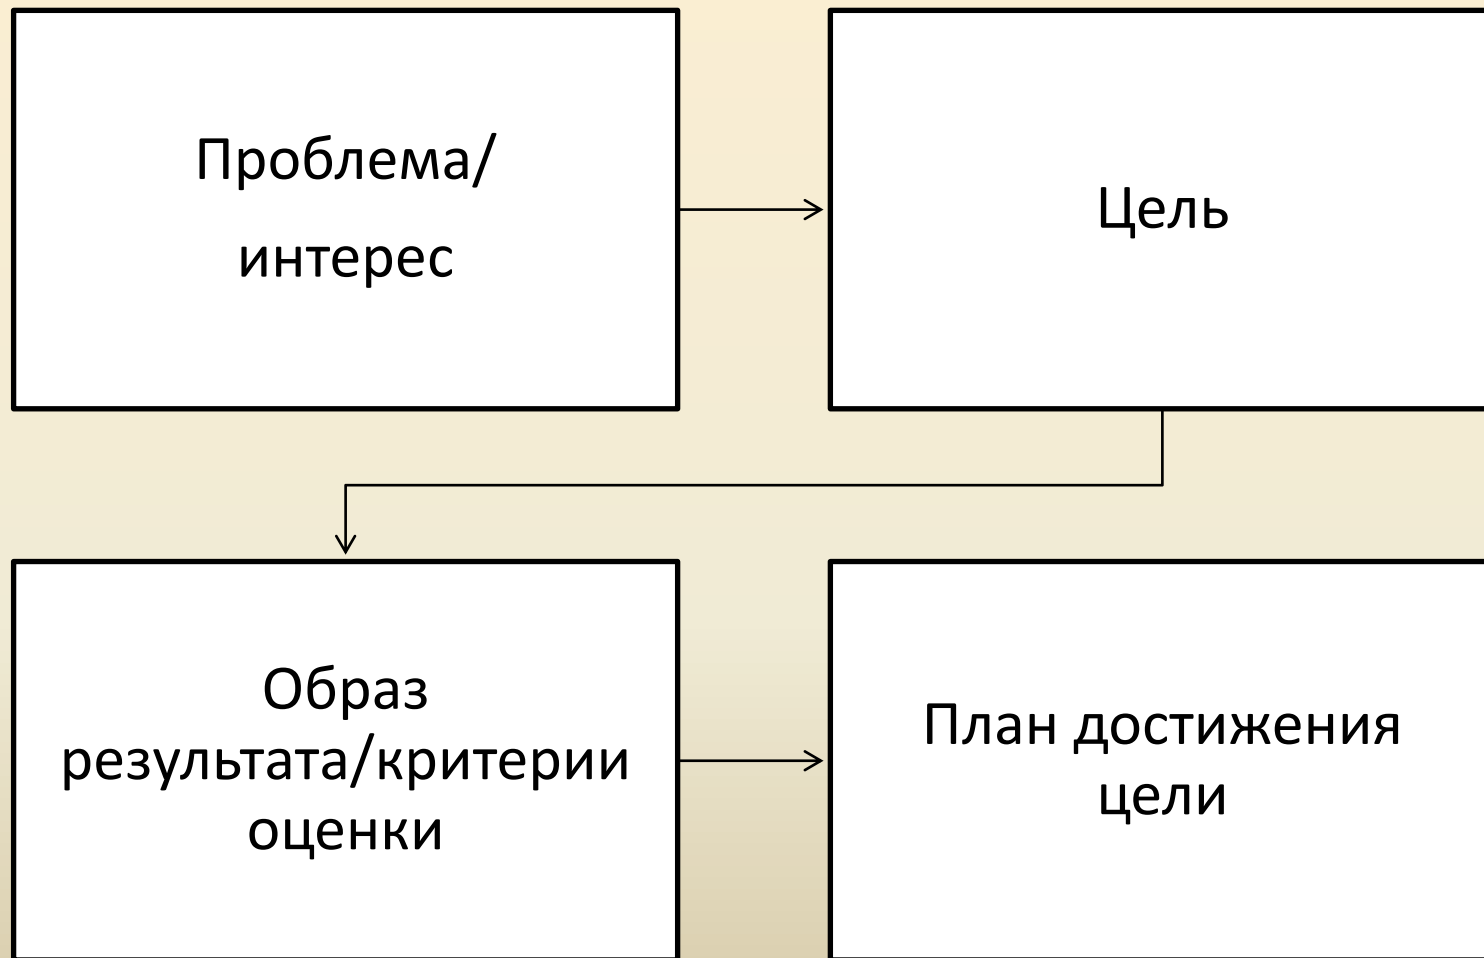 Проблема/
интерес
Цель
Образ
результата/критерии
оценки
План достижения
цели